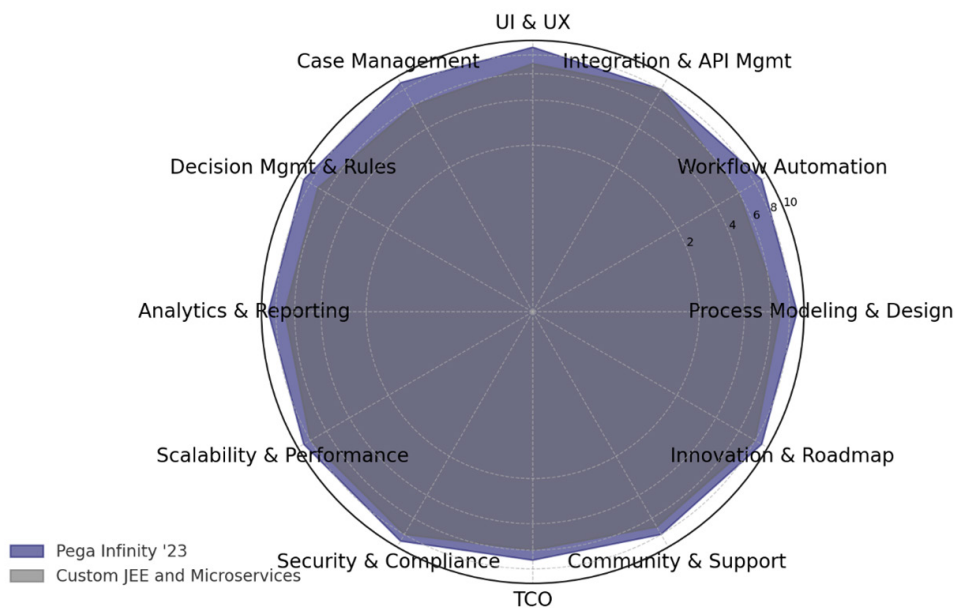 UI & UX
Case Management
Integration & API Mgmt
Decision Mgmt & Rules
Workflow Automation
10
8
6
4
2
Analytics & Reporting
Process Modeling & Design
Scalability & Performance
Innovation & Roadmap
Pega Infinity '23
Security & Compliance
Community & Support
Custom JEE and Microservices
TCO